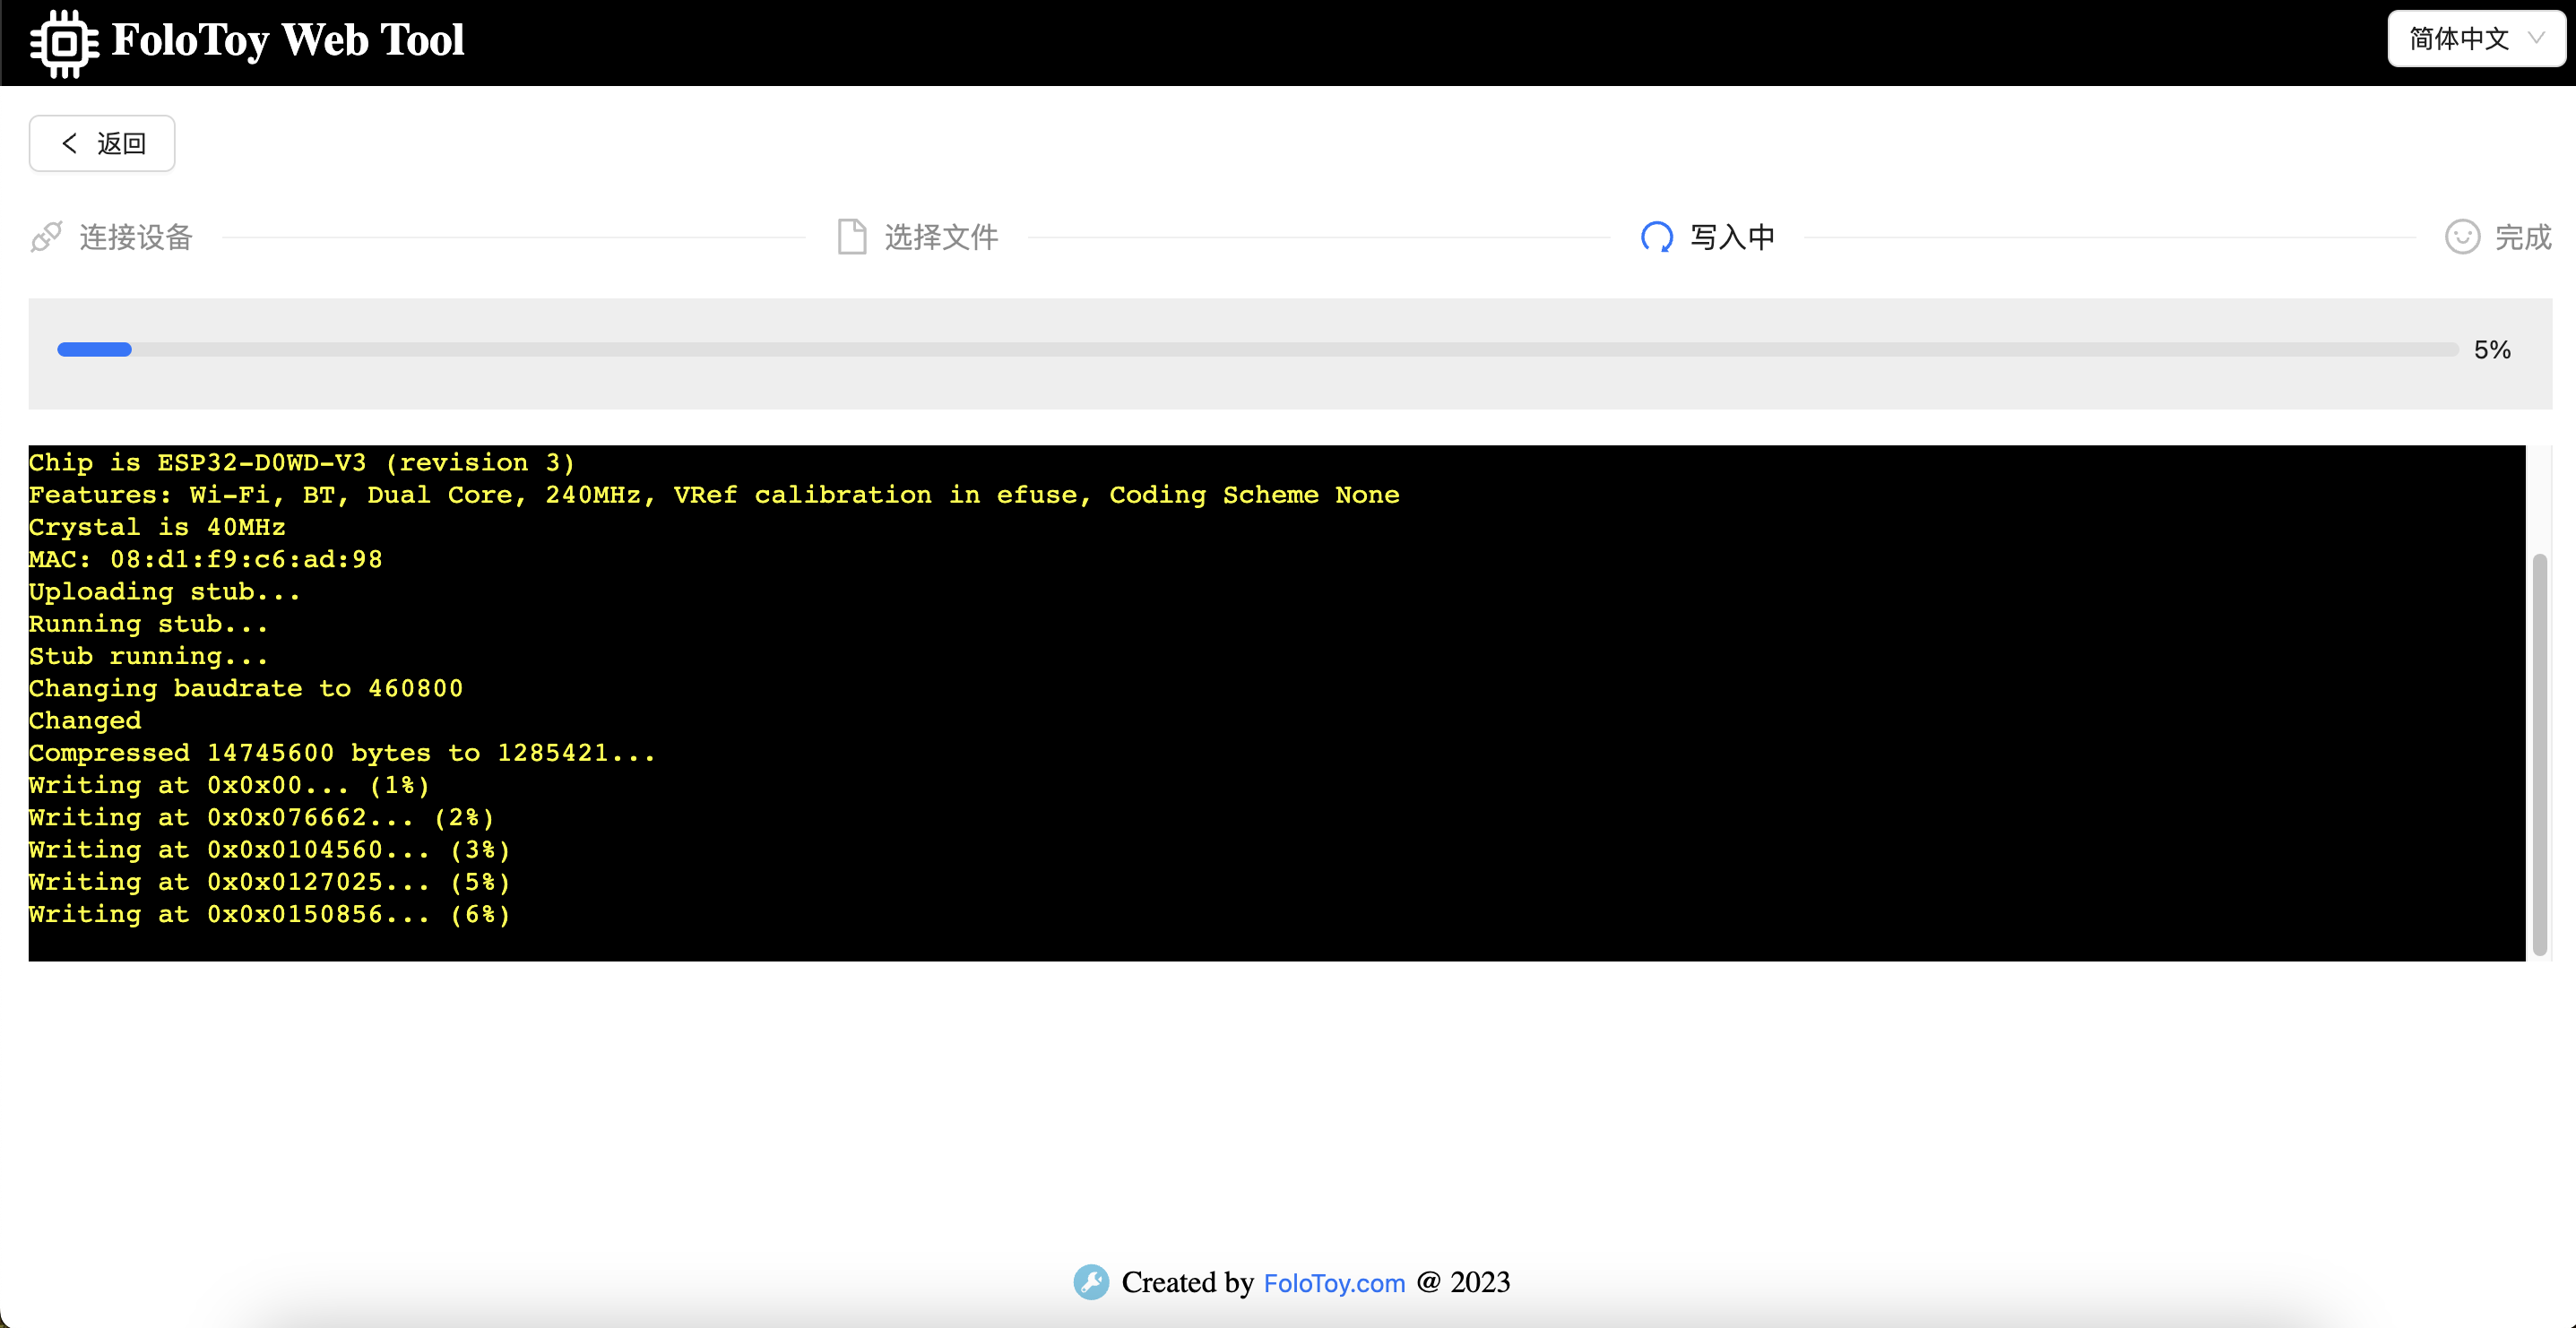 FoloToy Web Tool
简体中文
返回
连接设备
选择文件
写入中
完成
5%
Chip is ESP32-D0WD-V3 (revision 3)
Features: Wi-Fi, BT, Dual Core, 240MHz, VRef calibration in efuse, Coding Scheme None
Crystal is 40MHz
MAC: 08:d1:f9:c6:ad:98
Uploading stub...
Running stub...
Stub running...
Changing baudrate to 460800
Changed
Compressed 14745600 bytes to 1285421...
Writing at 0x0x00... (1%)
Writing at 0x0x076662... (2%)
Writing at 0x0x0104560... (3%)
Writing at 0x0x0127025... (5%)
Writing at 0x0x0150856... (6%)
Created by FoloToy.com @ 2023